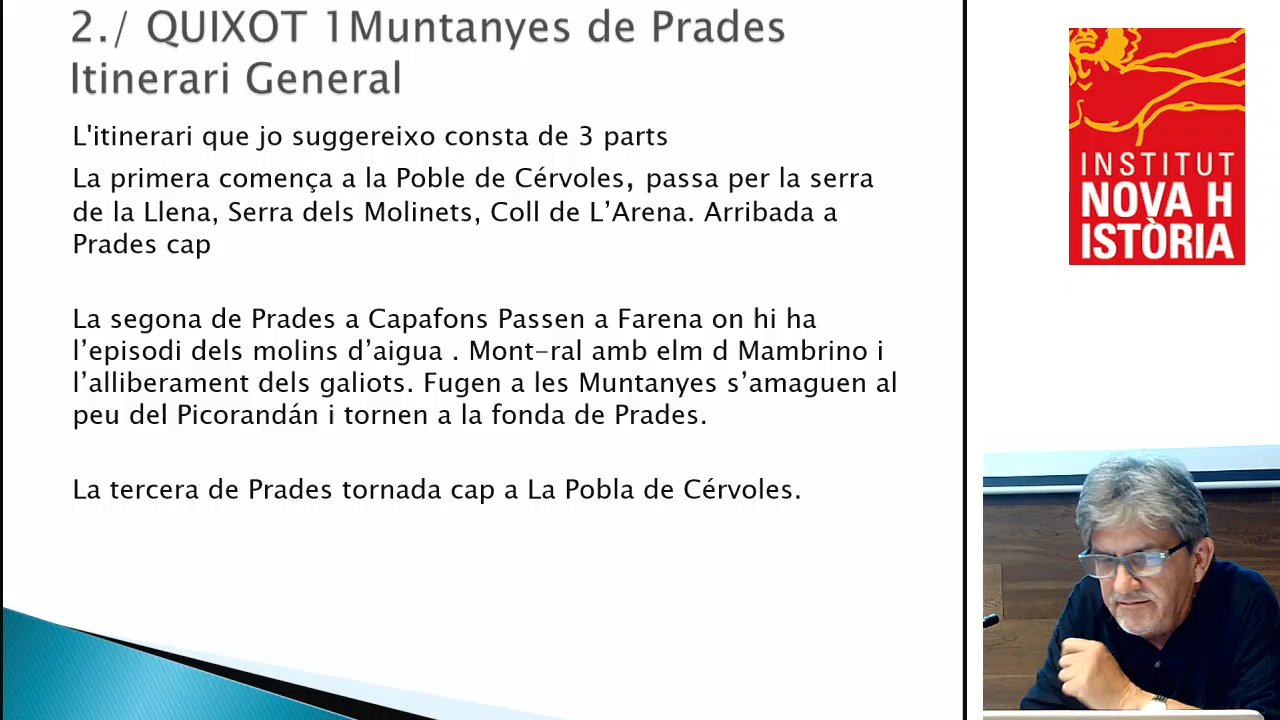 2./ QUIXOT 1Muntanyes de Prades
Itinerari General
L'itinerari que jo suggereixo consta de 3 parts
La primera comença a la Poble de Cérvoles, passa per la serra
de la Llena, Serra dels Molinets, Coll de L’Arena. Arribada a
Prades cap
La segona de Prades a Capafons Passen a Farena on hi ha
l’episodi dels molins d’aigua . Mont-ral amb elm d Mambrino i
l’alliberament dels galiots. Fugen a les Muntanyes s’amaguen al
peu del Picorandán i tornen a la fonda de Prades.
La tercera de Prades tornada cap a La Pobla de Cérvoles.
INSTITUT
NOVA H
ISTÒRIA